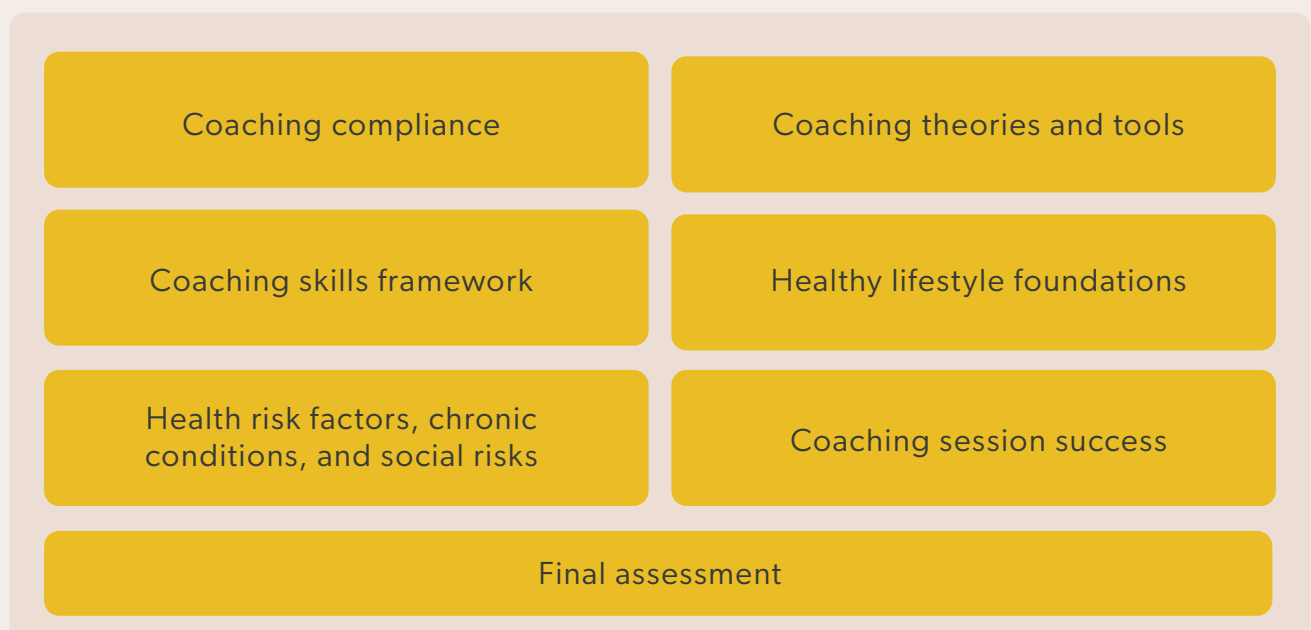 Coaching compliance
Coaching theories and tools
Coaching skills framework
Healthy lifestyle foundations
Health risk factors, chronic
conditions, and social risks
Coaching session success
Final assessment